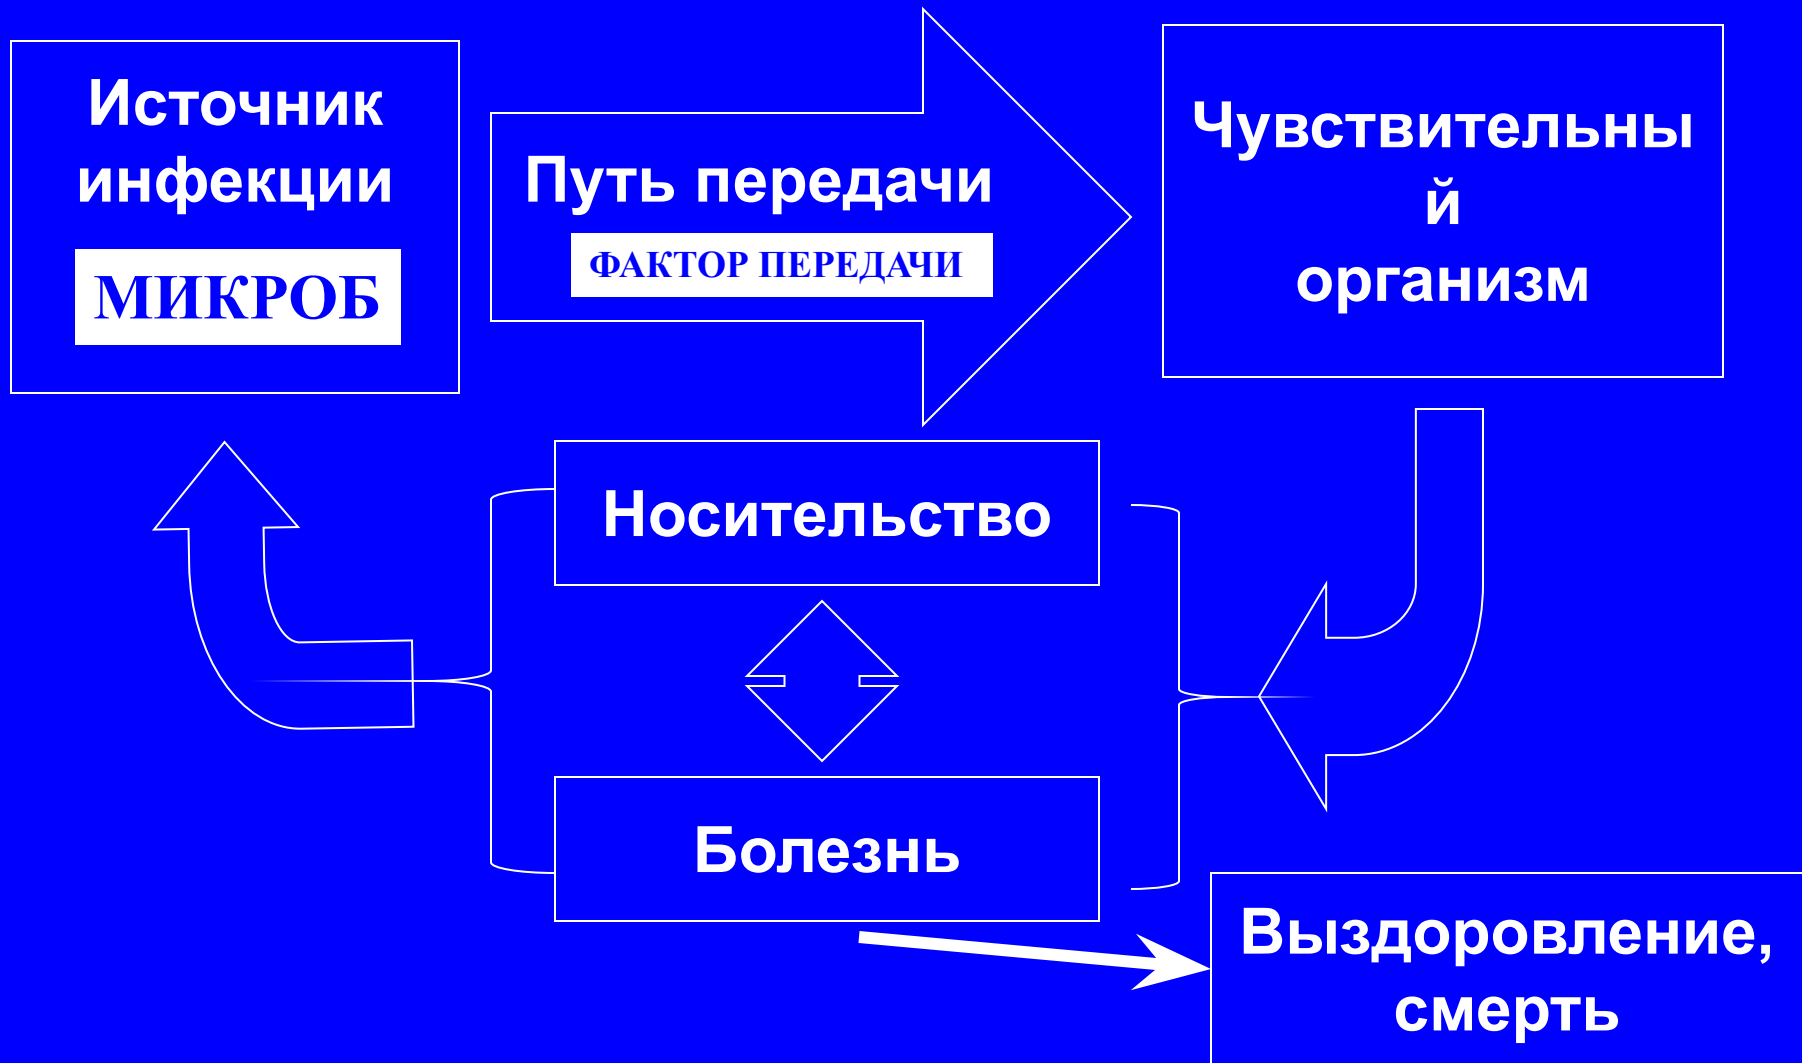 Источник
инфекции
МИКРОБ
Путь передачи
ФАКТОР ПЕРЕДАЧИ
Чувствительны
й
организм
Носительство
Болезнь
Выздоровление,
смерть